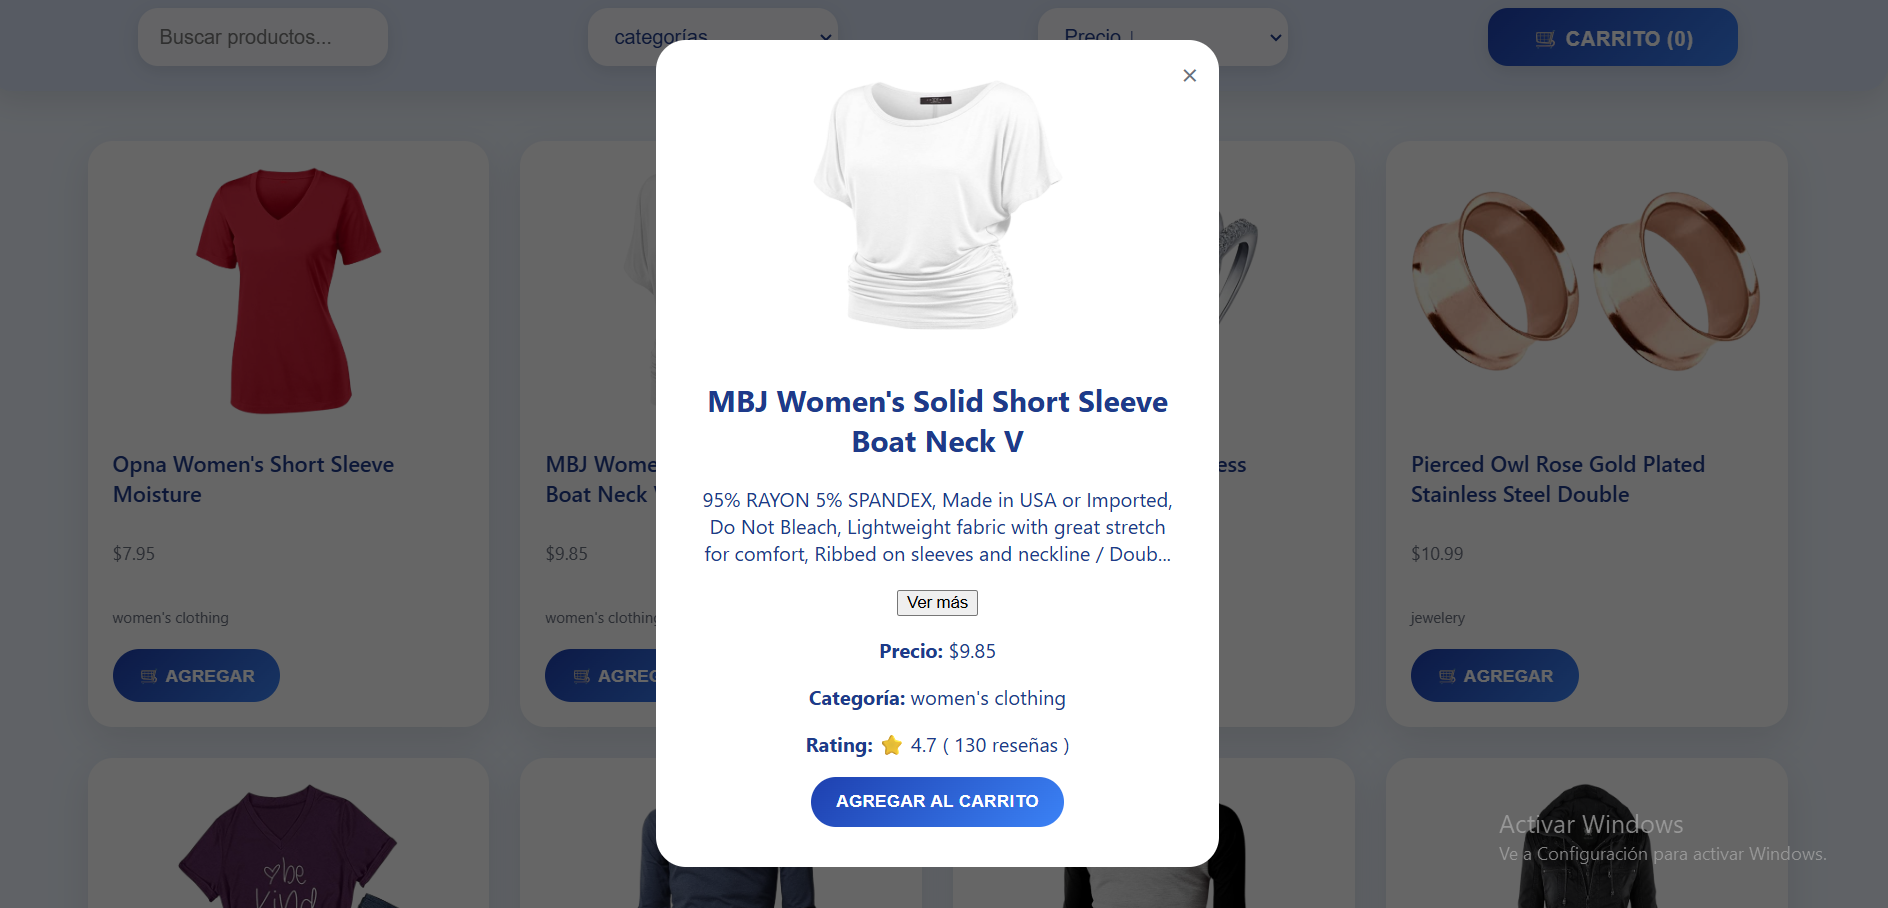 Buscar productos...
categorías
Precio ↓
CARRITO (0)
×
MBJ Women's Solid Short Sleeve
Boat Neck V
95% RAYON 5% SPANDEX, Made in USA or Imported,
Do Not Bleach, Lightweight fabric with great stretch
for comfort, Ribbed on sleeves and neckline / Doub...
Ver más
Precio: $9.85
Categoría: women's clothing
Rating: ⭐ 4.7 ( 130 reseñas )
AGREGAR AL CARRITO
Opna Women's Short Sleeve
Moisture
$7.95
women's clothing
AGREGAR
MBJ Wome
Boat Neck
$9.85
women's clothing
AGREG
ess
Pierced Owl Rose Gold Plated
Stainless Steel Double
$10.99
jewelery
AGREGAR
be
kind
Activar Windows
Ve a Configuración para activar Windows.